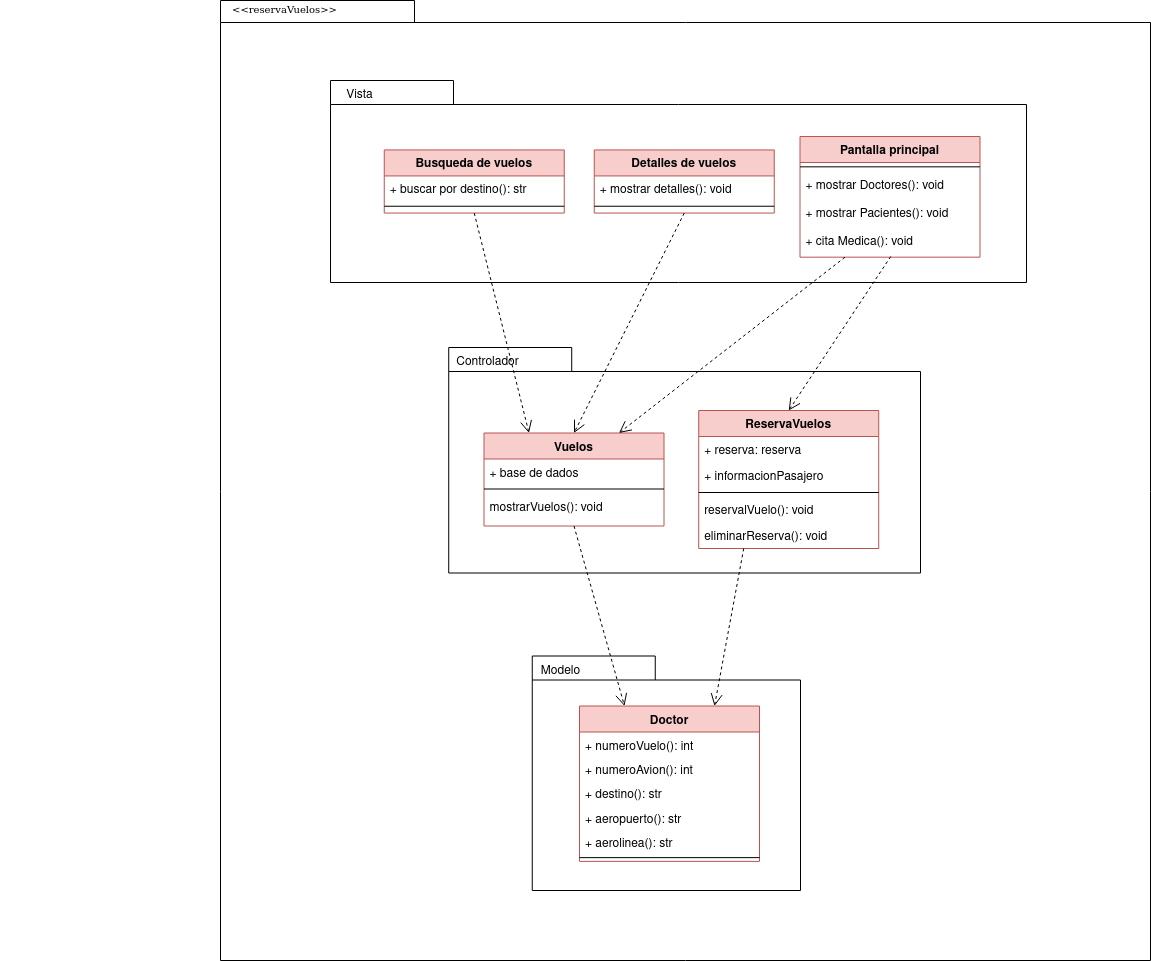 <<reservaVuelos>>
Vista
Busqueda de vuelos
+ buscar por destino(): str
Detalles de vuelos
+ mostrar detalles(): void
Pantalla principal
+ mostrar Doctores(): void
+ mostrar Pacientes(): void
+ cita Medica(): void
Controlador
Vuelos
+ base de dados
mostrarVuelos(): void
ReservaVuelos
+ reserva: reserva
+ informacionPasajero
reservalVuelo(): void
eliminarReserva(): void
Modelo
Doctor
+ numeroVuelo(): int
+ numeroAvion(): int
+ destino(): str
+ aeropuerto(): str
+ aerolinea(): str